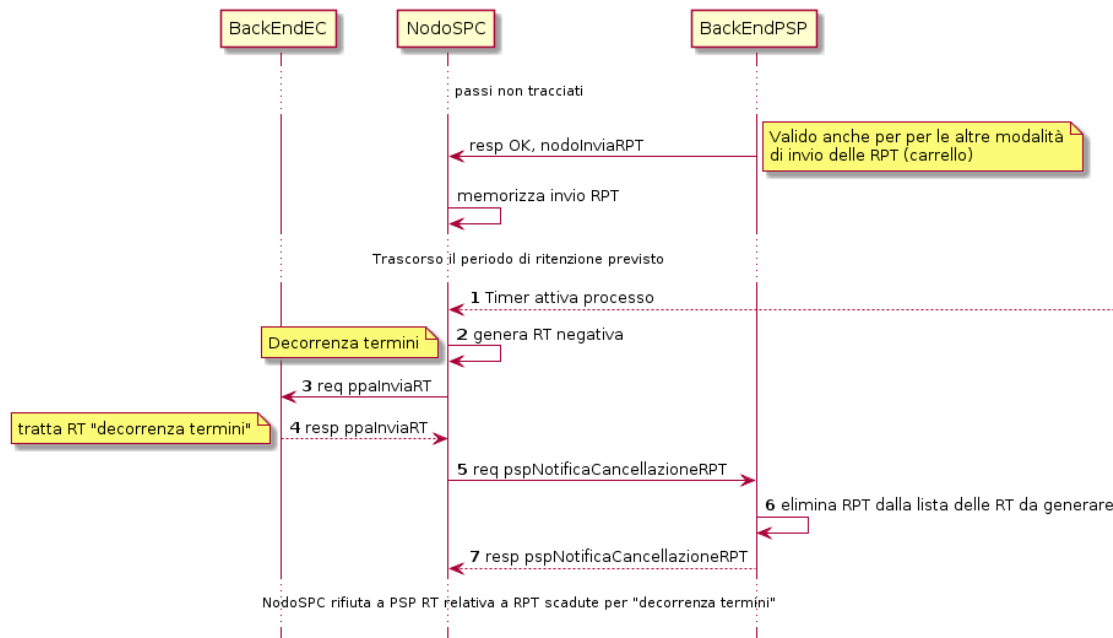 BackEndEC
NodoSPC
BackEndPSP
passi non tracciati
resp OK, nodoInviaRPT
Valido anche per per le altre modalità
di invio delle RPT (carrello)
memorizza invio RPT
Trascorso il periodo di ritenzione previsto
1 Timer attiva processo
Decorrenza termini
2 genera RT negativa
3 req ppaInviaRT
tratta RT "decorrenza termini"
4 resp ppaInviaRT
5 req pspNotificaCancellazioneRPT
6 elimina RPT dalla lista delle RT da generare
7 resp pspNotificaCancellazioneRPT
NodoSPC rifiuta a PSP RT relativa a RPT scadute per "decorrenza termini"